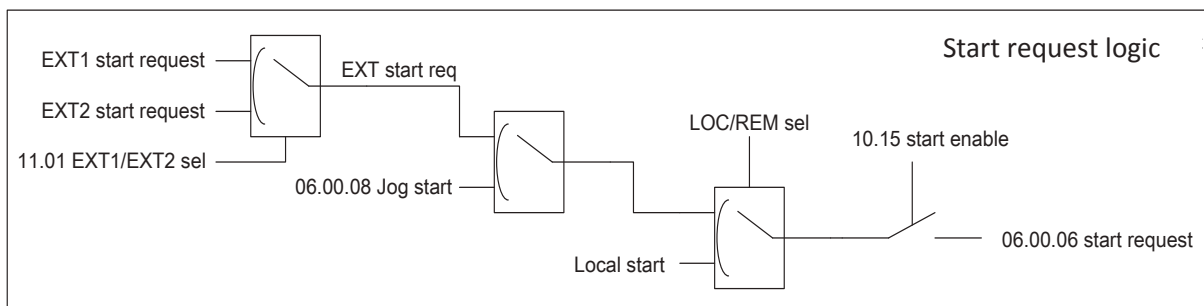 Start request logic
EXT1 start request
EXT start req
EXT2 start request
LOC/REM sel
10.15 start enable
11.01 EXT1/EXT2 sel
06.00.08 Jog start
06.00.06 start request
Local start